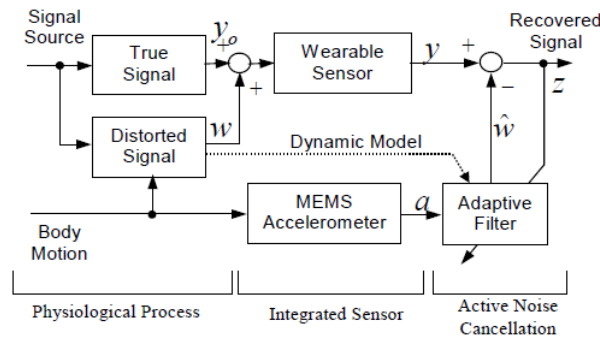 Signal
Source
True
Signal
yₒ
+
+
Wearable
Sensor
y
+
−
Recovered
Signal
z
Distorted
Signal
w
ŵ
Dynamic Model
MEMS
Accelerometer
a
Adaptive
Filter
Body
Motion
Physiological Process
Integrated Sensor
Active Noise
Cancellation